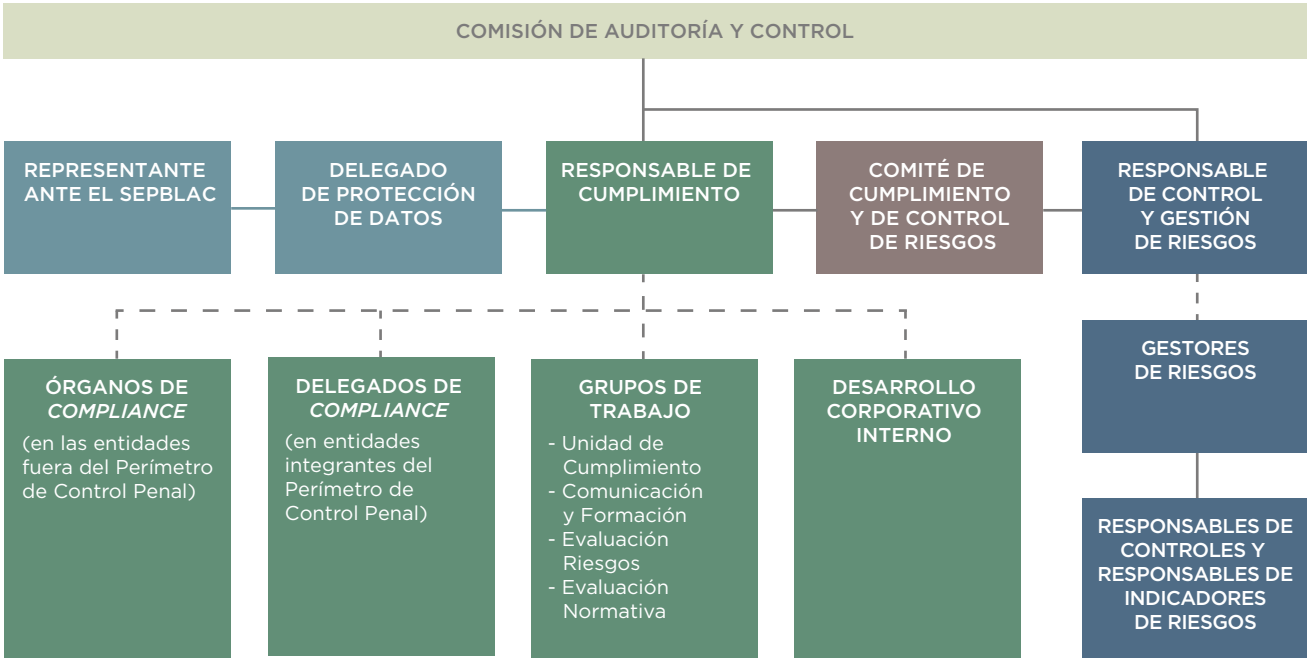 COMISIÓN DE AUDITORÍA Y CONTROL
REPRESENTANTE
ANTE EL SEPBLAC
DELEGADO
DE PROTECCIÓN
DE DATOS
RESPONSABLE DE
CUMPLIMIENTO
COMITÉ DE
CUMPLIMIENTO
Y DE CONTROL
DE RIESGOS
RESPONSABLE
DE CONTROL
Y GESTIÓN
DE RIESGOS
ÓRGANOS DE
COMPLIANCE
(en las entidades
fuera del Perímetro
de Control Penal)
DELEGADOS DE
COMPLIANCE
(en entidades
integrantes del
Perímetro de
Control Penal)
GRUPOS DE
TRABAJO
- Unidad de
Cumplimiento
- Comunicación
y Formación
- Evaluación
Riesgos
- Evaluación
Normativa
DESARROLLO
CORPORATIVO
INTERNO
GESTORES
DE RIESGOS
RESPONSABLES DE
CONTROLES Y
RESPONSABLES DE
INDICADORES
DE RIESGOS